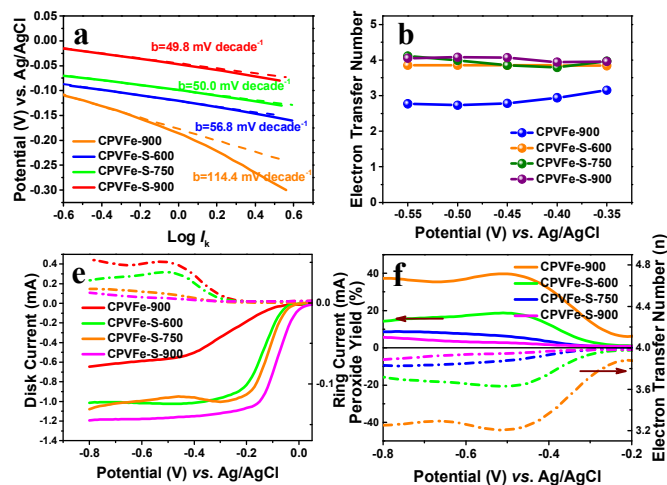 a
b=49.8 mV decade⁻¹
b=50.0 mV decade⁻¹
b=56.8 mV decade⁻¹
b=114.4 mV decade⁻¹
CPVFe-900
CPVFe-S-600
CPVFe-S-750
CPVFe-S-900
0.05
0.00
-0.05
-0.10
-0.15
-0.20
-0.25
-0.30
Potential (V) vs. Ag/AgCl
-0.6 -0.3 0.0 0.3 0.6 0.9
Log Iₖ
b
CPVFe-900
CPVFe-S-600
CPVFe-S-750
CPVFe-S-900
5
4
3
2
1
0
Electron Transfer Number
-0.55 -0.50 -0.45 -0.40 -0.35
Potential (V) vs. Ag/AgCl
e
CPVFe-900
CPVFe-S-600
CPVFe-S-750
CPVFe-S-900
0.4
0.2
0.0
-0.2
-0.4
-0.6
-0.8
-1.0
-1.2
-1.4
Disk Current (mA)
0.0
-0.1
Ring Current (mA)
-0.8 -0.6 -0.4 -0.2 0.0
Potential (V) vs. Ag/AgCl
f
CPVFe-900
CPVFe-S-600
CPVFe-S-750
CPVFe-S-900
40
20
0
-20
-40
Peroxide Yield (%)
4.8
4.4
4.0
3.6
3.2
Electron Transfer Number (n)
-0.8 -0.6 -0.4 -0.2
Potential (V) vs. Ag/AgCl